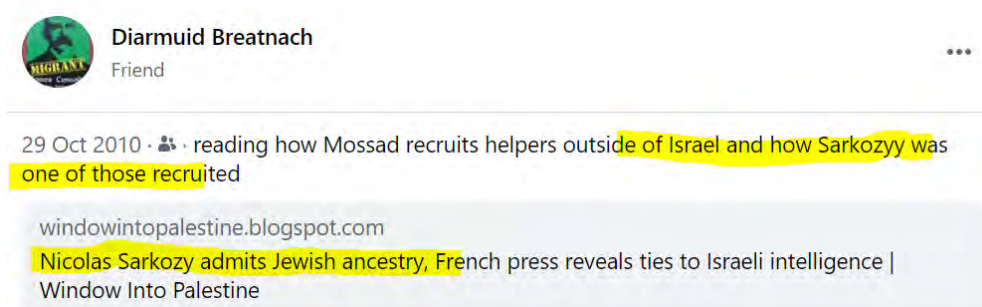 Diarmuid Breatnach
Friend
MIGRANT
29 Oct 2010 · · reading how Mossad recruits helpers outside of Israel and how Sarkozyy was
one of those recruited
windowintopalestine.blogspot.com
Nicolas Sarkozy admits Jewish ancestry, French press reveals ties to Israeli intelligence |
Window Into Palestine